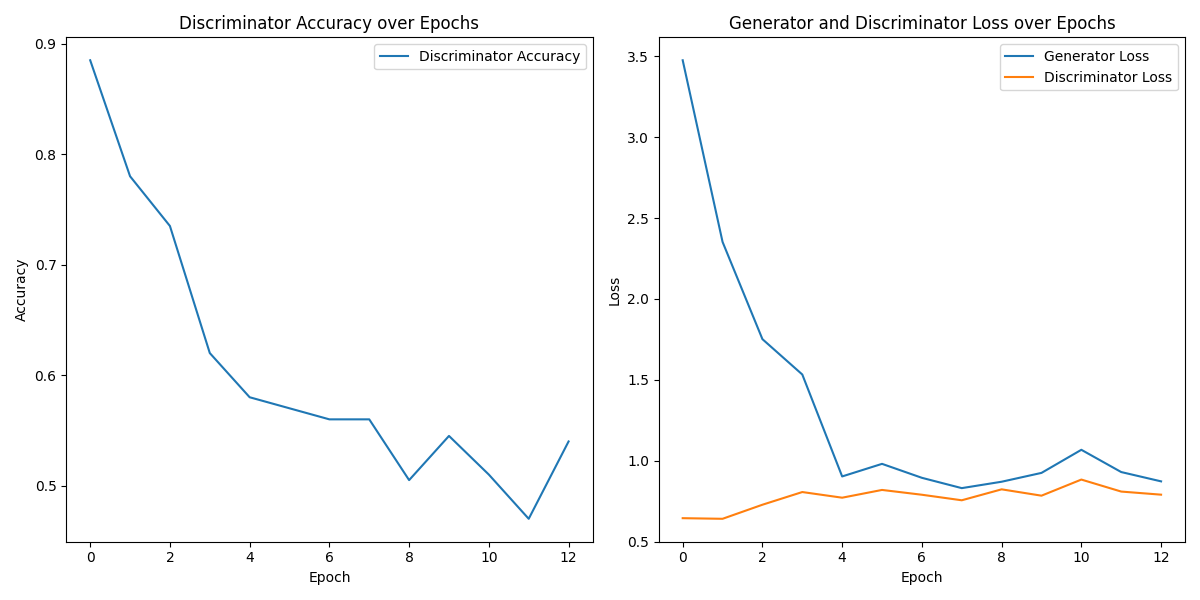 Discriminator Accuracy over Epochs
Discriminator Accuracy
0.9
0.8
0.7
0.6
0.5
Accuracy
0 2 4 6 8 10 12
Epoch
Generator and Discriminator Loss over Epochs
Generator Loss
Discriminator Loss
3.5
3.0
2.5
2.0
1.5
1.0
0.5
Loss
0 2 4 6 8 10 12
Epoch